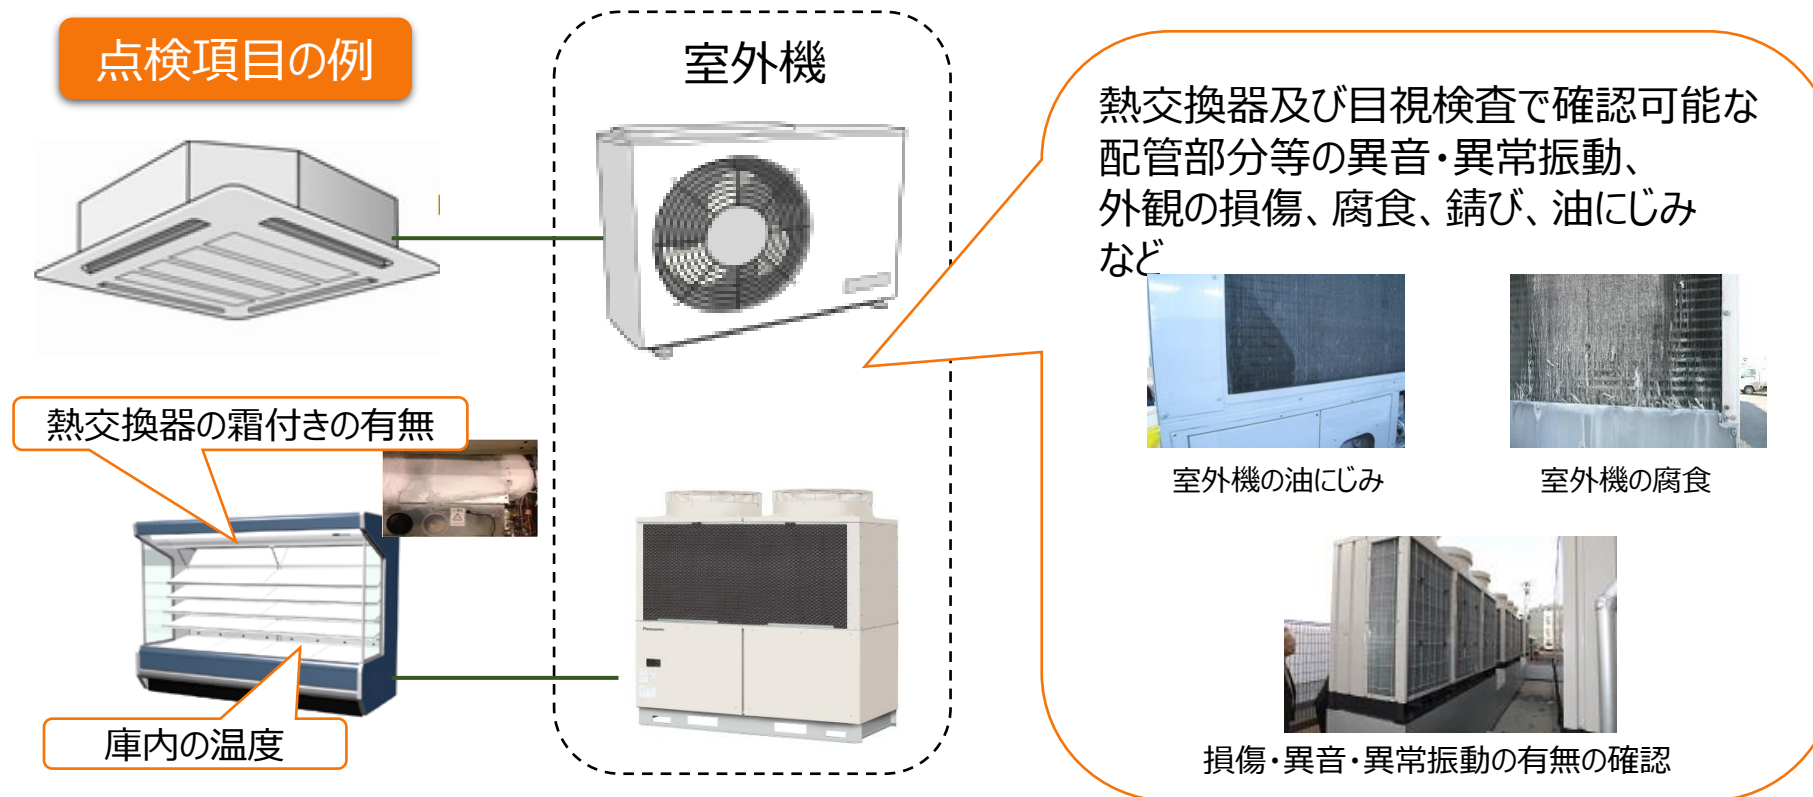 点検項目の例
室外機
熱交換器及び目視検査で確認可能な
配管部分等の異音・異常振動、
外観の損傷、腐食、錆び、油にじみ
など
熱交換器の霜付きの有無
室外機の油にじみ
室外機の腐食
庫内の温度
損傷・異音・異常振動の有無の確認
Panasonic